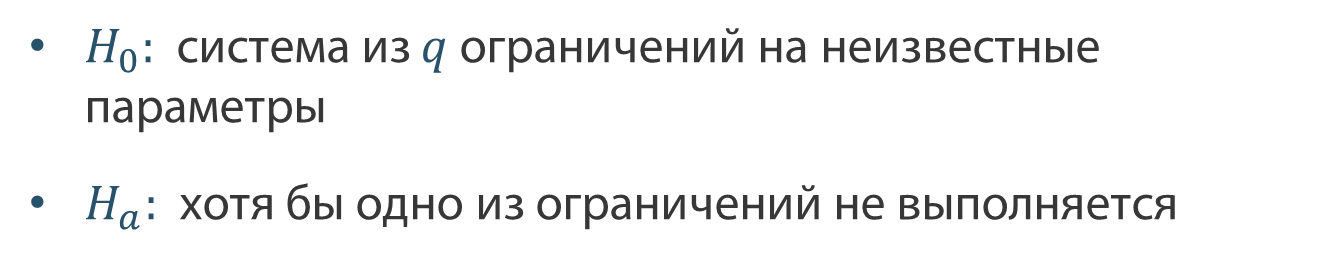 • H₀: система из q ограничений на неизвестные
параметры
• Hₐ: хотя бы одно из ограничений не выполняется